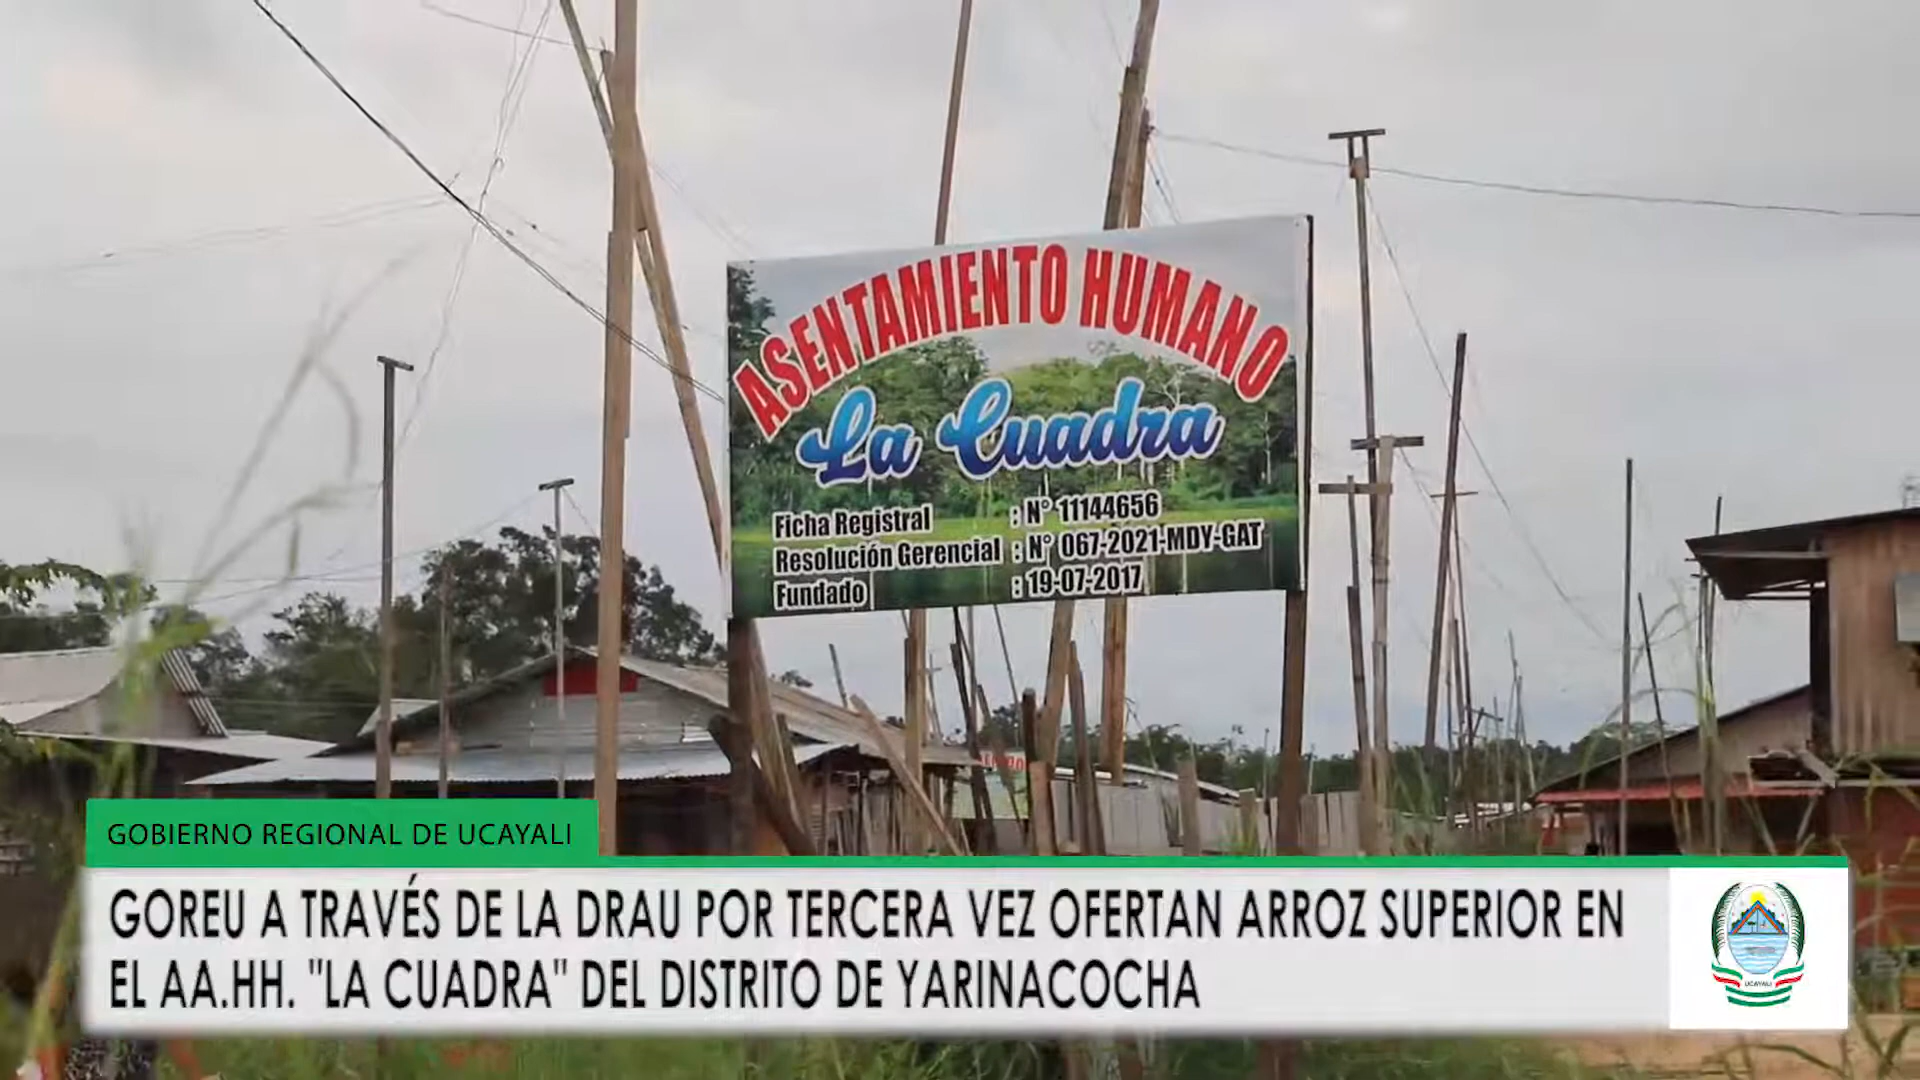 ASENTAMIENTO HUMANO
La Cuadra
Ficha Registral : N° 11144656
Resolución Gerencial : N° 067-2021-MDY-GAT
Fundado : 19-07-2017
GOBIERNO REGIONAL DE UCAYALI
GOREU A TRAVÉS DE LA DRAU POR TERCERA VEZ OFERTAN ARROZ SUPERIOR EN
EL AA.HH. "LA CUADRA" DEL DISTRITO DE YARINACOCHA
UCAYALI